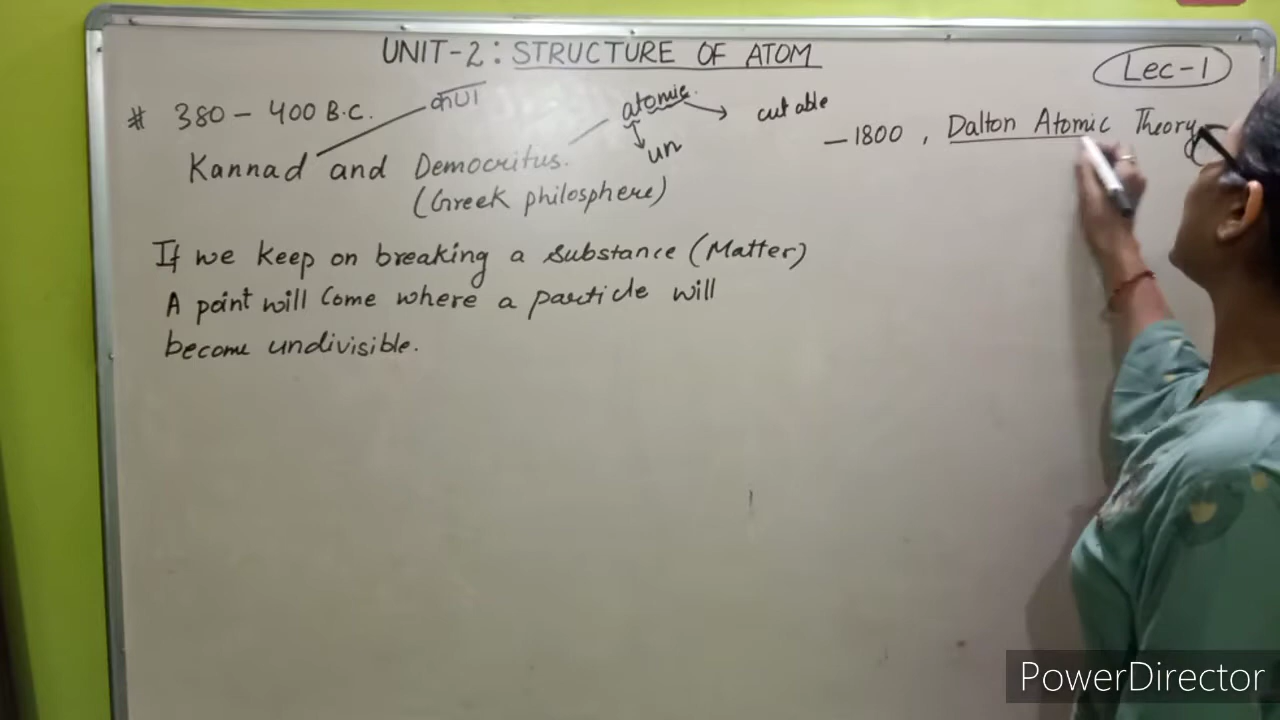 UNIT-2: STRUCTURE OF ATOM
Lec-1
# 380 - 400 B.C.
कण
atomic
cut able
un
Kannad and Democritus.
(Greek philosphere)
-1800, Dalton Atomic Theory
If we keep on breaking a substance (Matter)
A point will Come where a particle will
become undivisible.
PowerDirector